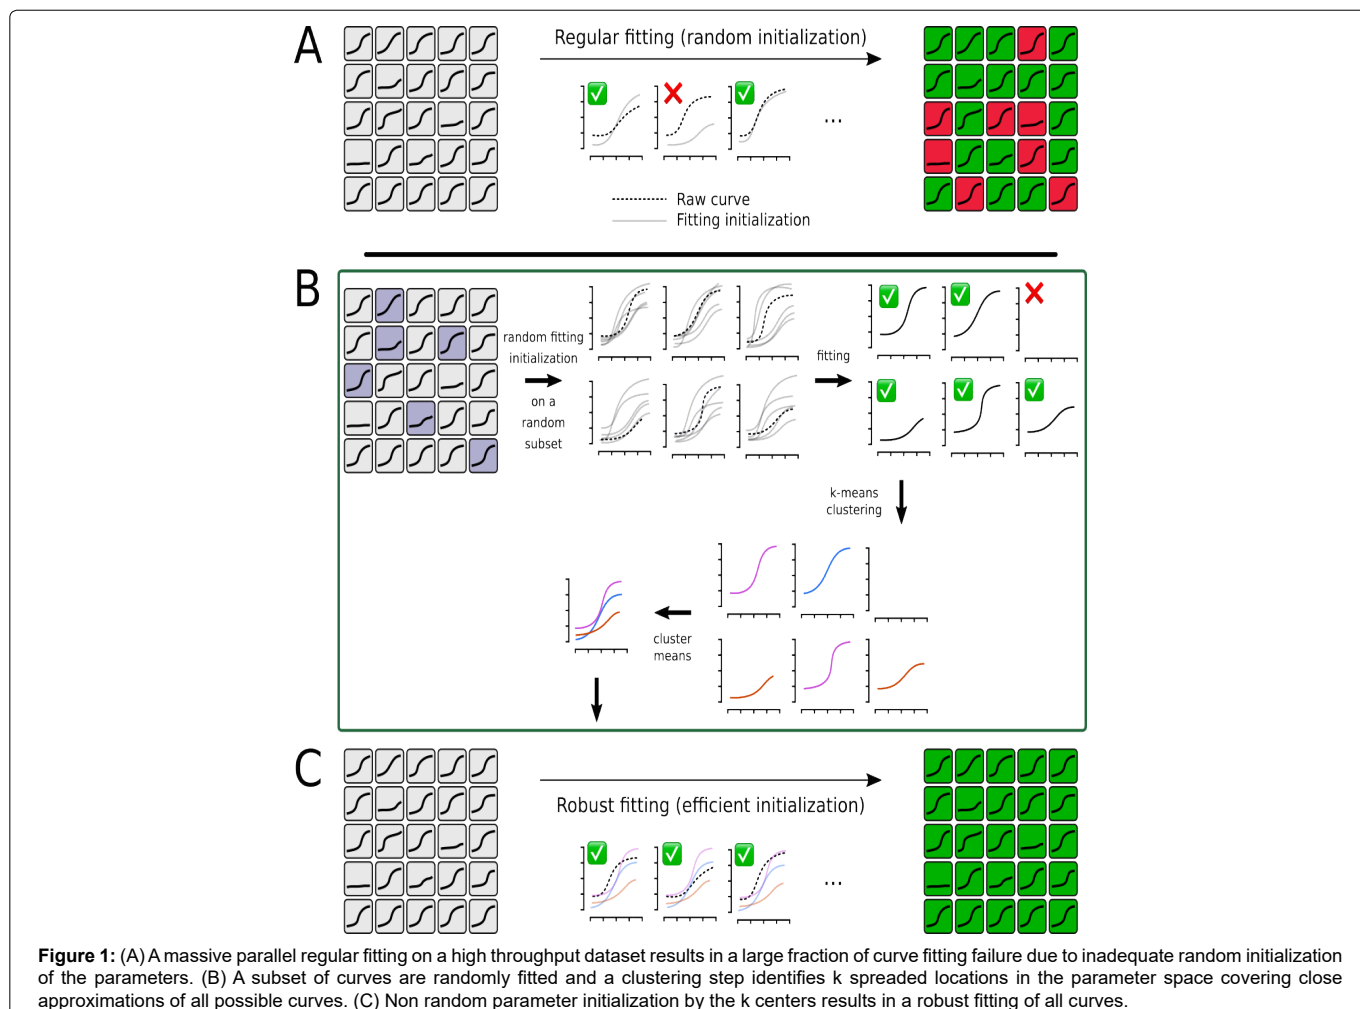 A
Regular fitting (random initialization)
...
Raw curve
Fitting initialization
B
random fitting
initialization
on a
random
subset
fitting
k-means
clustering
cluster
means
C
Robust fitting (efficient initialization)
...
Figure 1: (A) A massive parallel regular fitting on a high throughput dataset results in a large fraction of curve fitting failure due to inadequate random initialization
of the parameters. (B) A subset of curves are randomly fitted and a clustering step identifies k spreaded locations in the parameter space covering close
approximations of all possible curves. (C) Non random parameter initialization by the k centers results in a robust fitting of all curves.